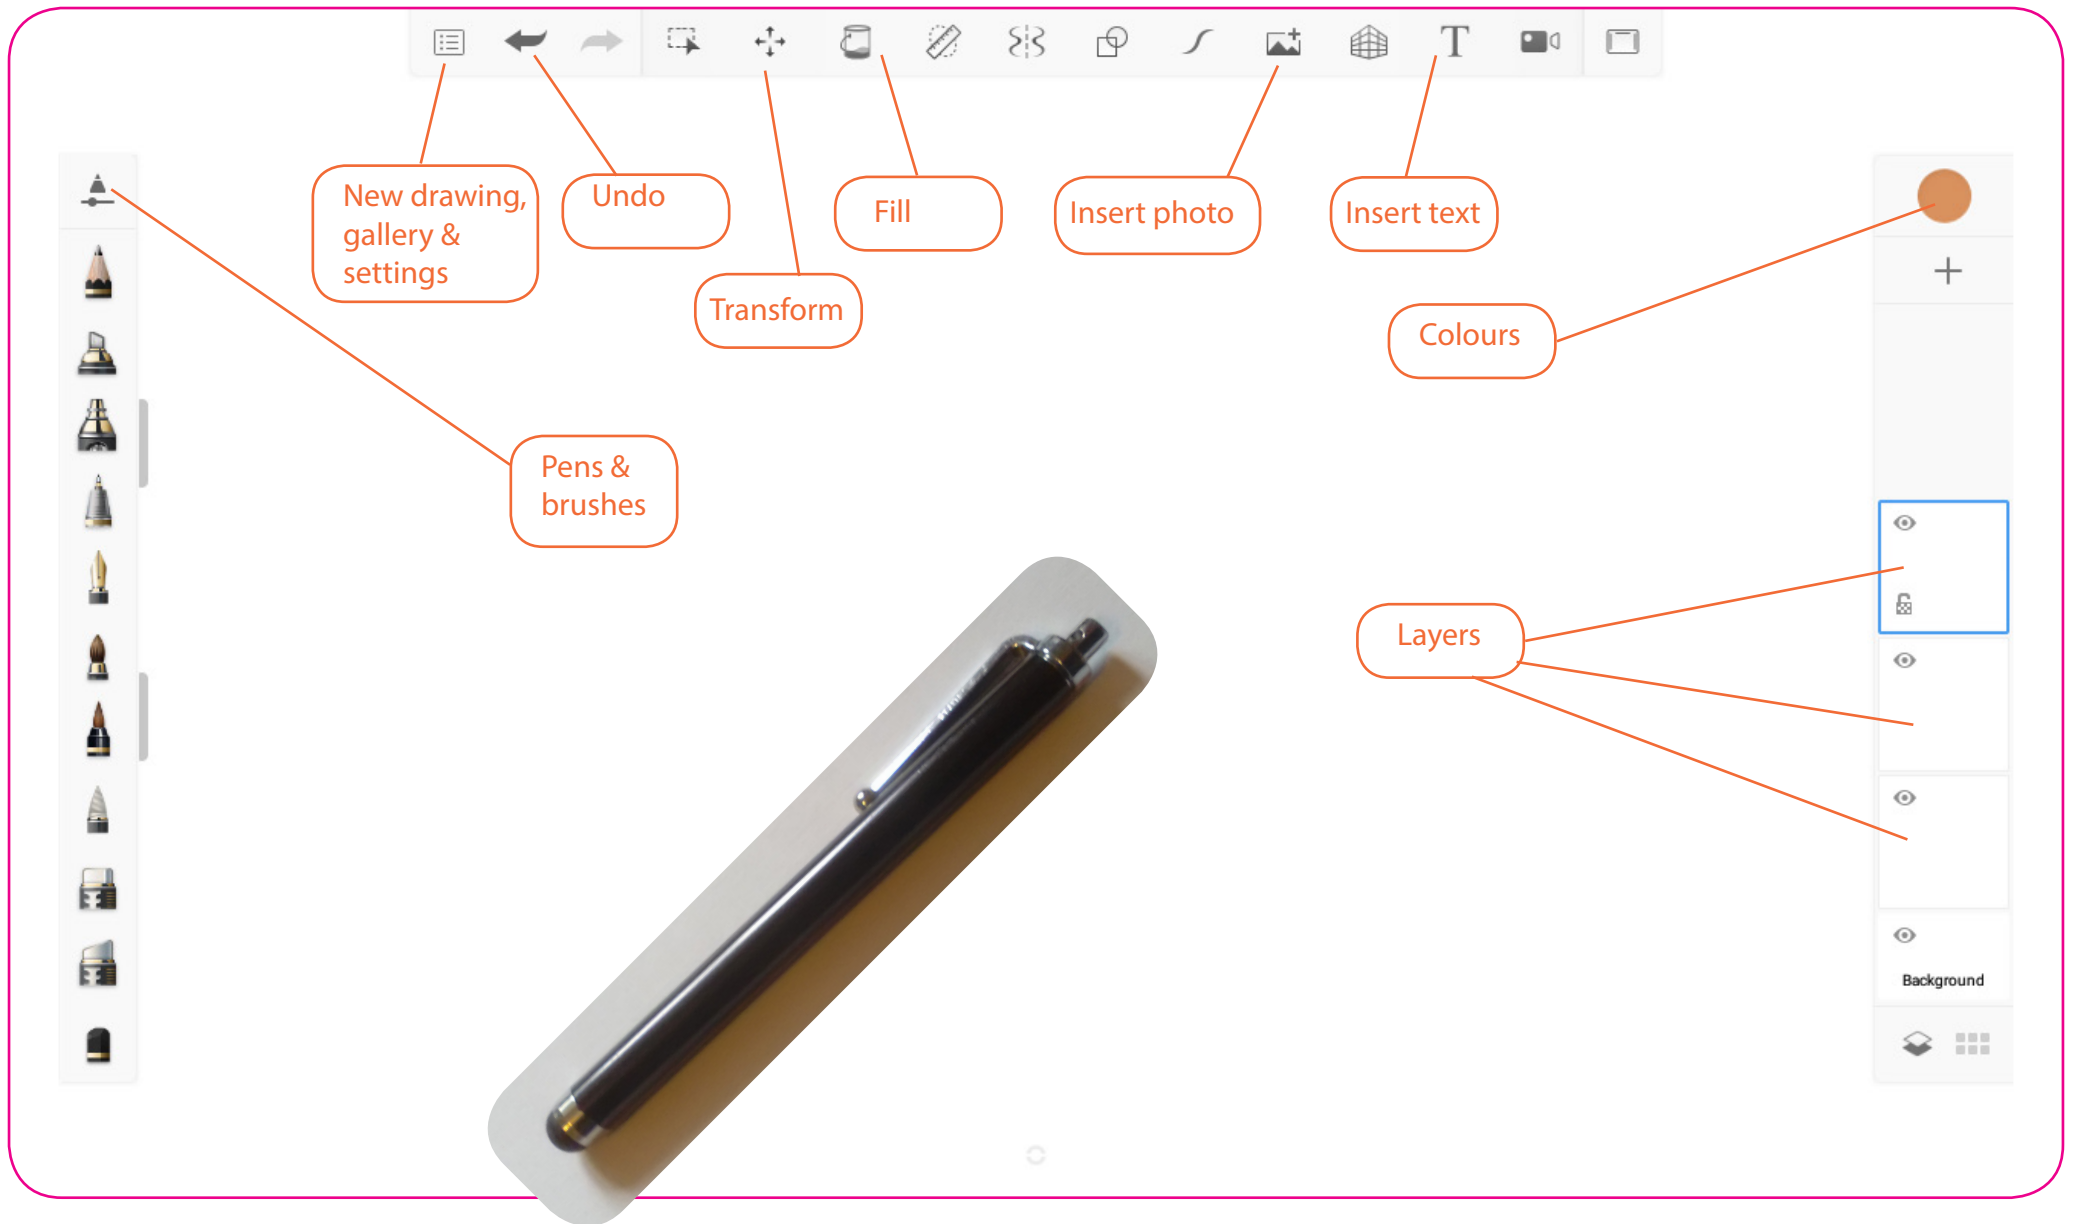 New drawing,
gallery &
settings
Undo
Fill
Insert photo
Insert text
Transform
Colours
Pens &
brushes
Layers
Background